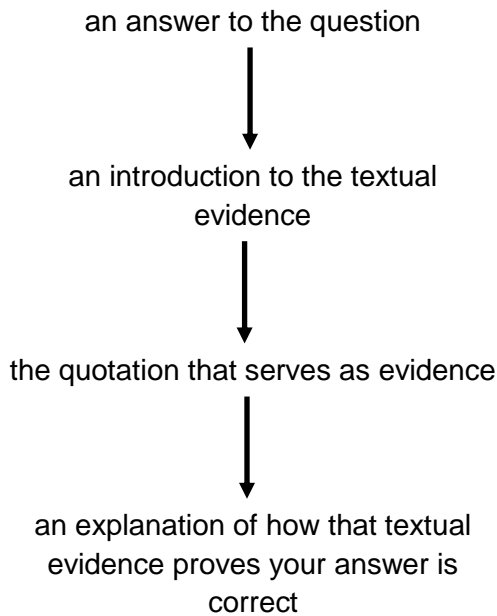 an answer to the question
an introduction to the textual
evidence
the quotation that serves as evidence
an explanation of how that textual
evidence proves your answer is
correct